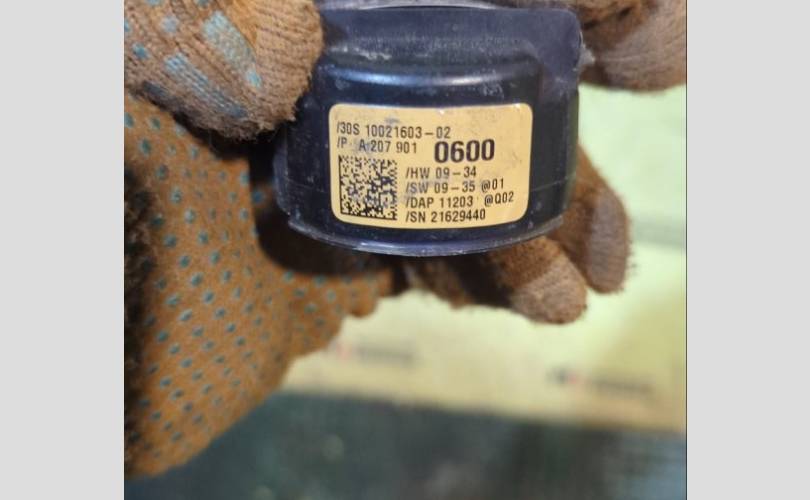 /30S 10021603-02
/P A 207 901 0600
/HW 09-34
/SW 09-35 @01
/DAP 11203 @Q02
/SN 21629440